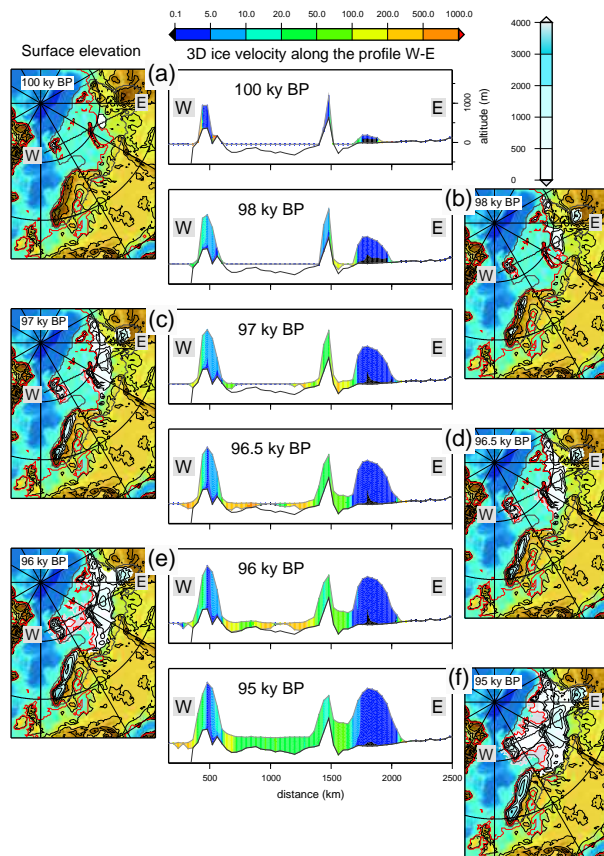 0.1 5.0 10.0 20.0 50.0 100.0 200.0 500.0 1000.0
3D ice velocity along the profile W-E
Surface elevation
4000
3000
2000
1000
500
0
altitude (m)
(a)
100 ky BP
E
W
W
100 ky BP
E
1000
0
altitude (m)
98 ky BP
W
E
(b)
98 ky BP
E
W
97 ky BP
E
W
(c)
97 ky BP
W
E
96.5 ky BP
W
E
(d)
96.5 ky BP
E
W
96 ky BP
E
W
(e)
96 ky BP
W
E
95 ky BP
W
E
500 1000 1500 2000 2500
distance (km)
(f)
95 ky BP
E
W